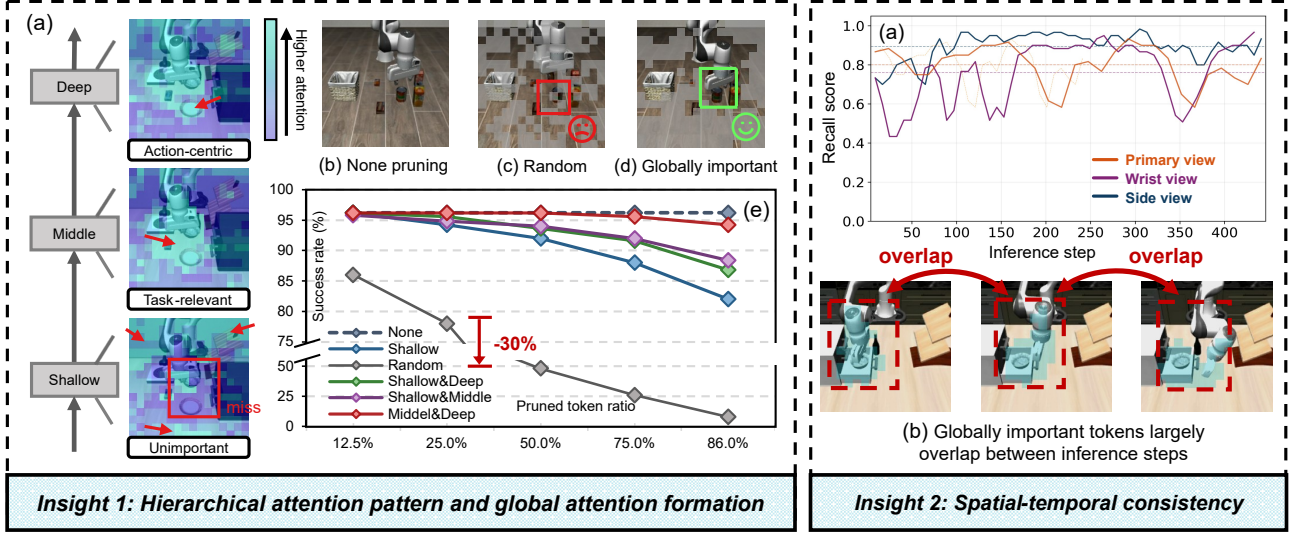 (a)
Deep
Middle
Shallow
Action-centric
Task-relevant
miss
Unimportant
Higher attention
(b) None pruning
(c) Random
(d) Globally important
(e)
Success rate (%)
100
95
90
85
80
75
50
25
0
None
Shallow
Random
Shallow&Deep
Shallow&Middle
Middel&Deep
-30%
Pruned token ratio
12.5%
25.0%
50.0%
75.0%
86.0%
Insight 1: Hierarchical attention pattern and global attention formation
(a)
Recall score
1.0
0.8
0.6
0.4
0.2
0.0
Primary view
Wrist view
Side view
50
100
150
200
250
300
350
400
Inference step
overlap
overlap
(b) Globally important tokens largely
overlap between inference steps
Insight 2: Spatial-temporal consistency